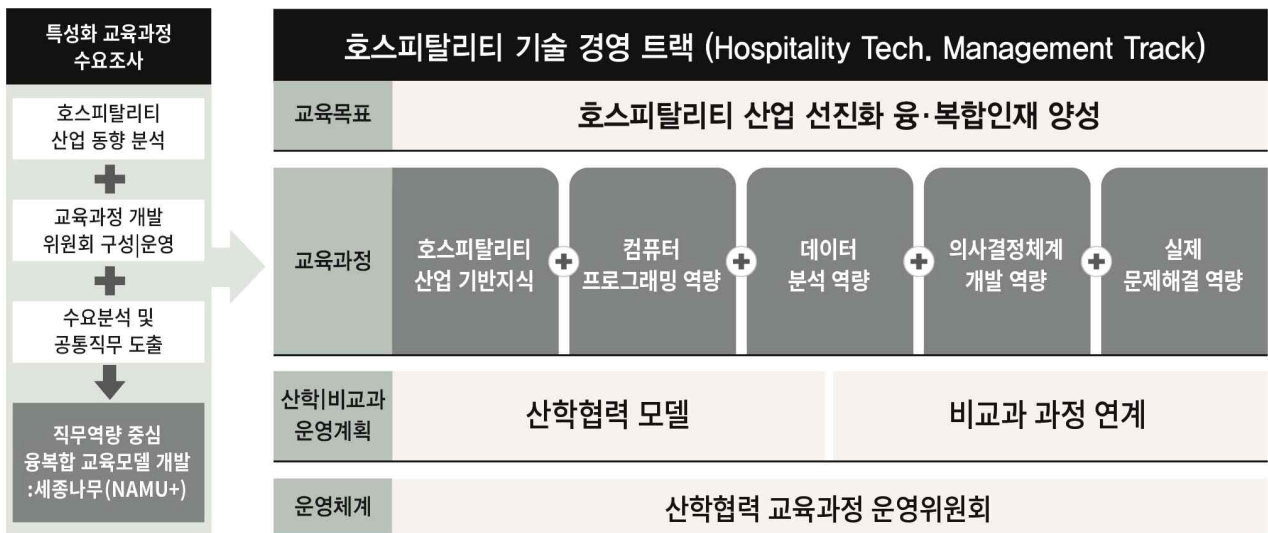 특성화 교육과정
수요조사
호스피탈리티
산업 동향 분석
교육과정 개발
위원회 구성|운영
수요분석 및
공통직무 도출
직무역량 중심
융복합 교육모델 개발
:세종나무(NAMU+)
호스피탈리티 기술 경영 트랙 (Hospitality Tech. Management Track)
교육목표
호스피탈리티 산업 선진화 융·복합인재 양성
교육과정
호스피탈리티
산업 기반지식
컴퓨터
프로그래밍 역량
데이터
분석 역량
의사결정체계
개발 역량
실제
문제해결 역량
산학|비교과
운영계획
산학협력 모델
비교과 과정 연계
운영체계
산학협력 교육과정 운영위원회